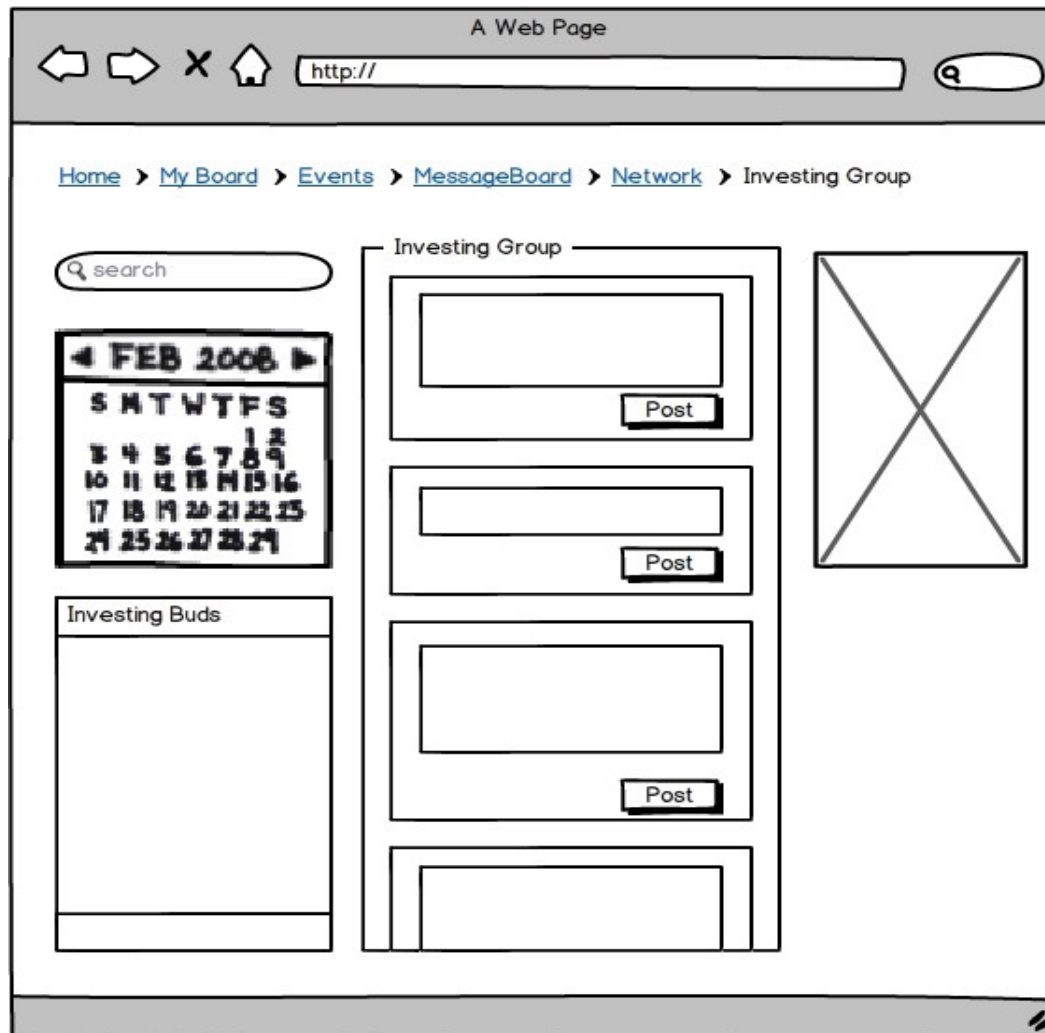 A Web Page
http://
Home > My Board > Events > MessageBoard > Network > Investing Group
search
FEB 2008
S M T W T F S
1 2
3 4 5 6 7 8 9
10 11 12 13 14 15 16
17 18 19 20 21 22 23
24 25 26 27 28 29
Investing Buds
Investing Group
Post
Post
Post